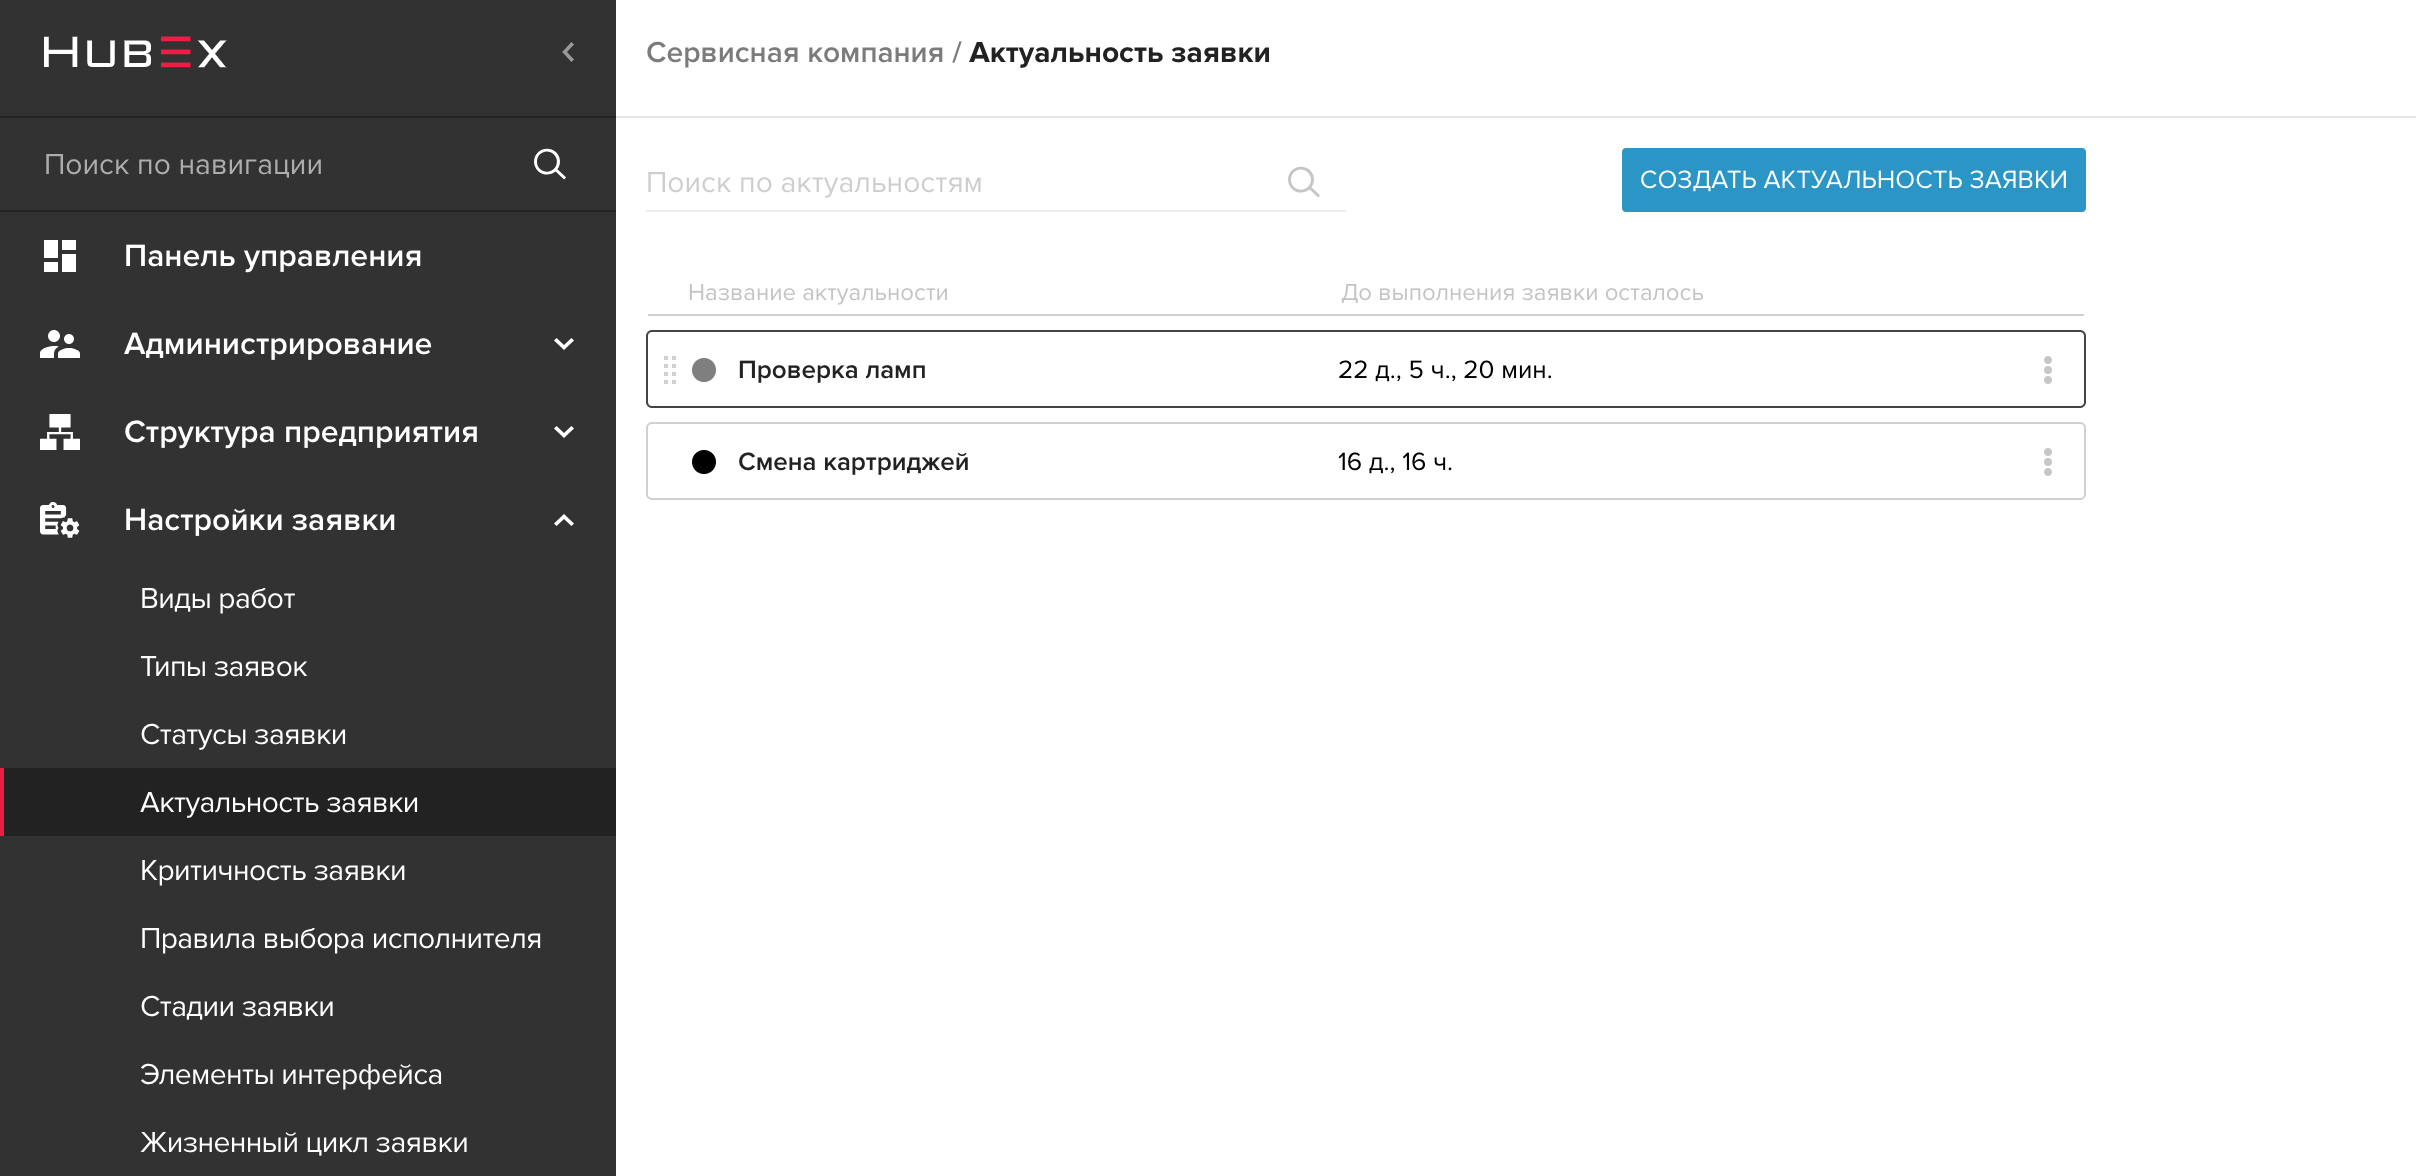 HUBEX
Поиск по навигации
Панель управления
Администрирование
Структура предприятия
Настройки заявки
Виды работ
Типы заявок
Статусы заявки
Актуальность заявки
Критичность заявки
Правила выбора исполнителя
Стадии заявки
Элементы интерфейса
Жизненный цикл заявки
Сервисная компания / Актуальность заявки
Поиск по актуальностям
СОЗДАТЬ АКТУАЛЬНОСТЬ ЗАЯВКИ
Название актуальности До выполнения заявки осталось
Проверка ламп 22 д., 5 ч., 20 мин.
Смена картриджей 16 д., 16 ч.